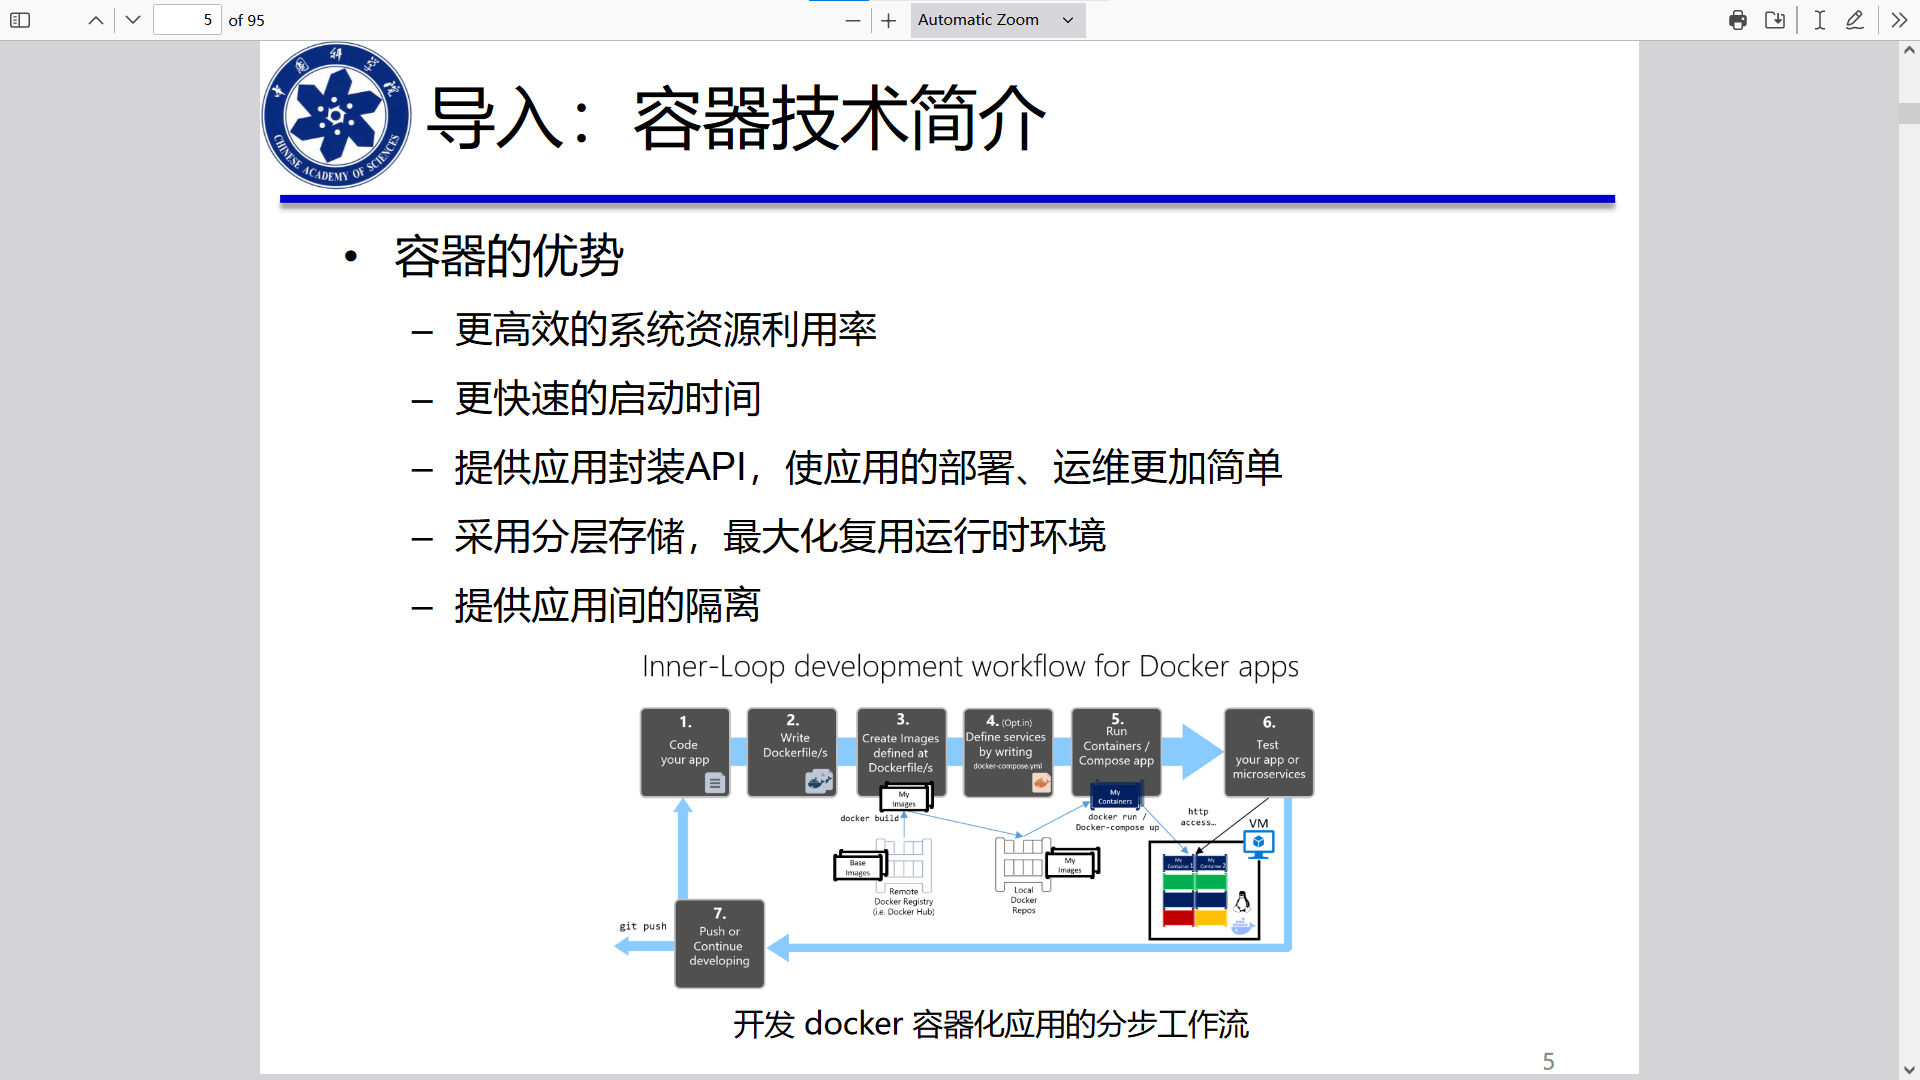 5 of 95
Automatic Zoom
中国科学院
CHINESE ACADEMY OF SCIENCES
导入：容器技术简介
• 容器的优势
– 更高效的系统资源利用率
– 更快速的启动时间
– 提供应用封装API，使应用的部署、运维更加简单
– 采用分层存储，最大化复用运行时环境
– 提供应用间的隔离
Inner-Loop development workflow for Docker apps
1.
Code
your app
2.
Write
Dockerfile/s
3.
Create Images
defined at
Dockerfile/s
My
Images
4. (Opt.in)
Define services
by writing
docker-compose.yml
5.
Run
Containers /
Compose app
My
Containers
6.
Test
your app or
microservices
docker build
docker run /
Docker-compose up
http
access…
VM
Base
Images
Remote
Docker Registry
(i.e. Docker Hub)
My
Images
Local
Docker
Repos
My
Container 1
My
Container 2
git push
7.
Push or
Continue
developing
开发 docker 容器化应用的分步工作流
5